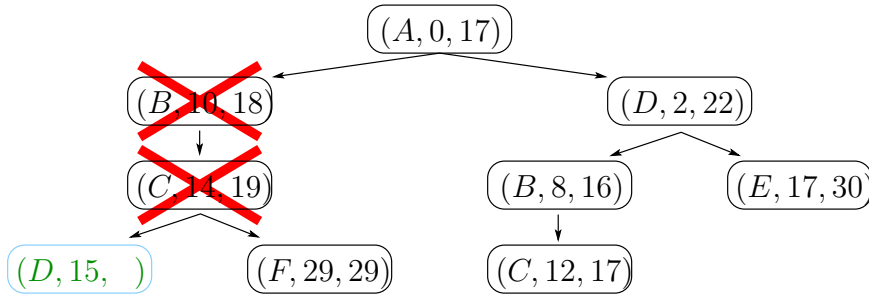 (A, 0, 17)
(B, 10, 18)
(D, 2, 22)
(C, 14, 19)
(B, 8, 16)
(E, 17, 30)
(D, 15, )
(F, 29, 29)
(C, 12, 17)